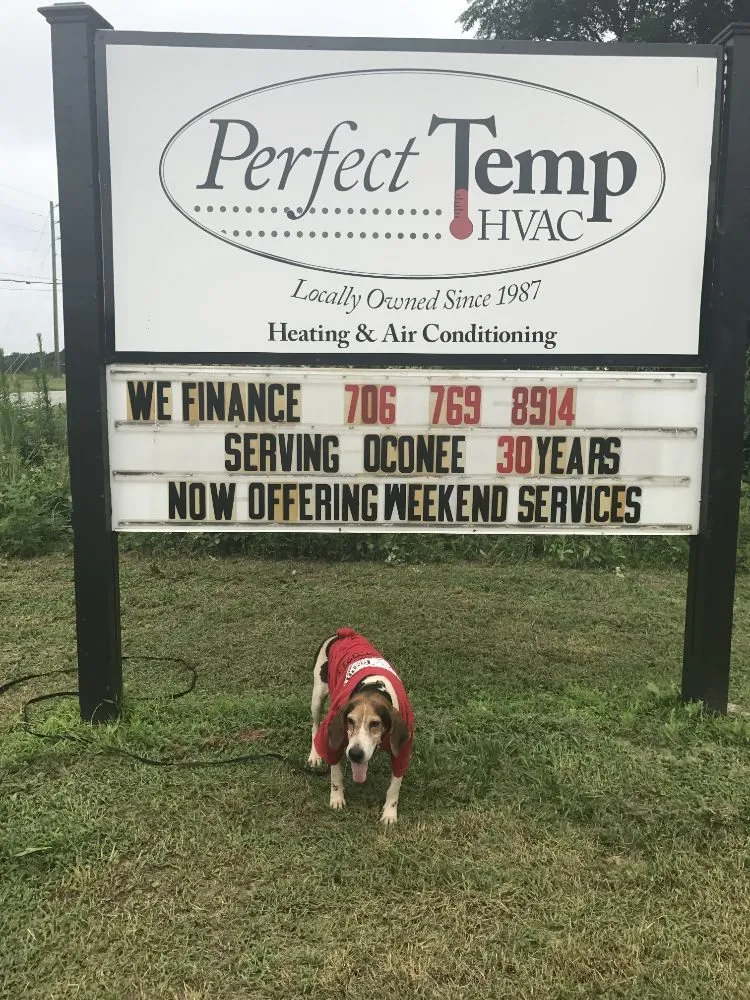 Perfect Temp
HVAC
Locally Owned Since 1987
Heating & Air Conditioning
WE FINANCE 706 769 8914
SERVING OCONEE 30 YEARS
NOW OFFERING WEEKEND SERVICES